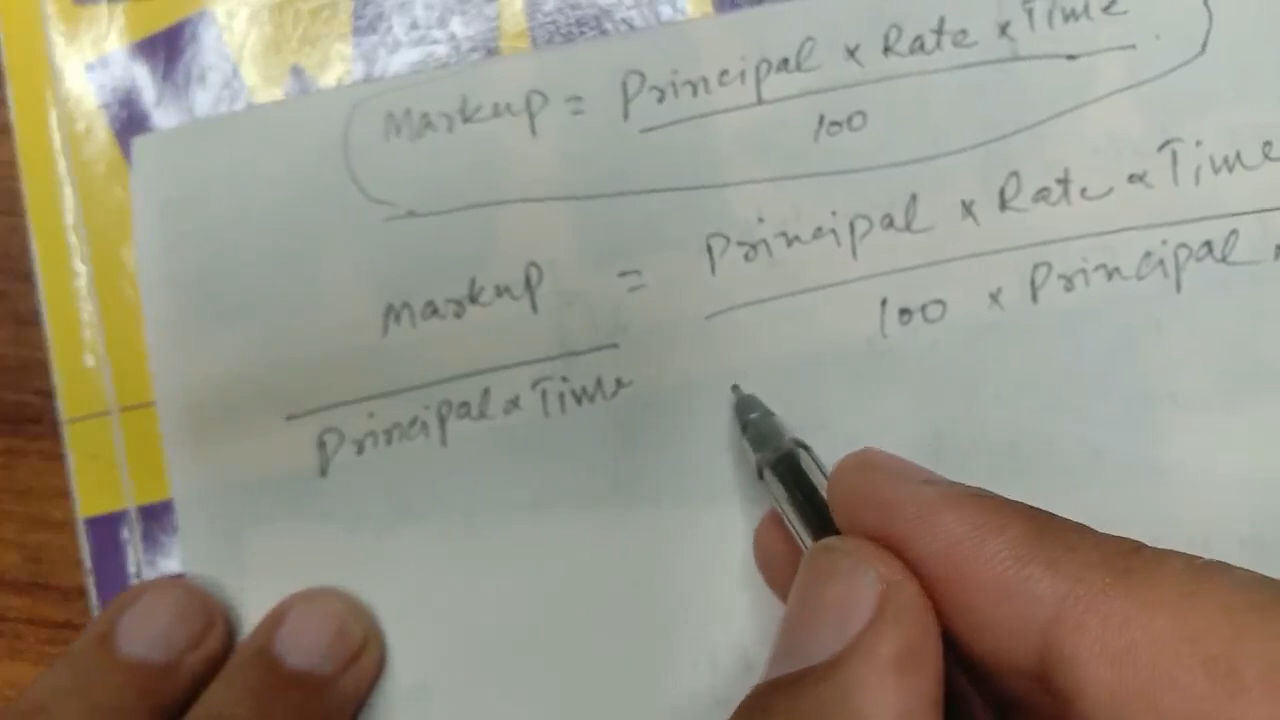 Markup = Principal x Rate x Time
100
Markup = Principal x Rate x Time
Principal x Time 100 x Principal